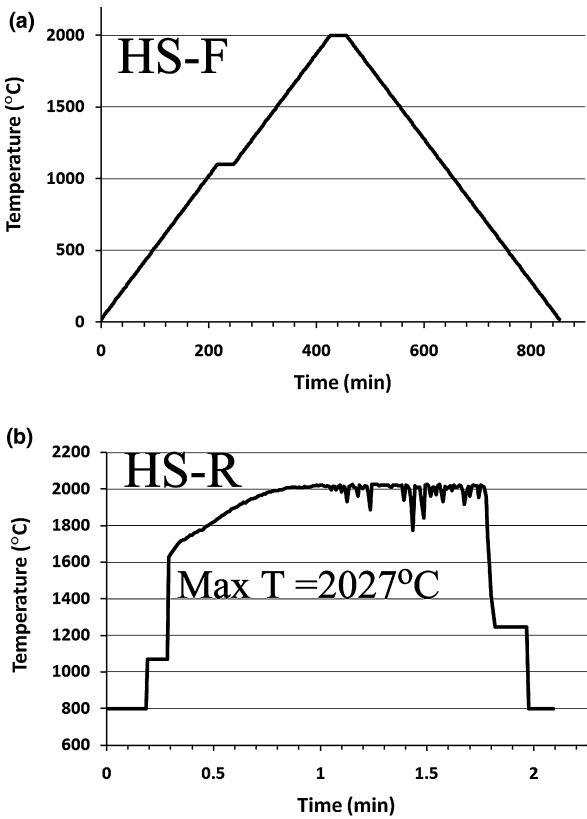 (a)
HS-F
Temperature (°C)
2000
1500
1000
500
0
0 200 400 600 800
Time (min)
(b)
HS-R
Max T =2027°C
Temperature (°C)
2200
2000
1800
1600
1400
1200
1000
800
600
0 0.5 1 1.5 2
Time (min)